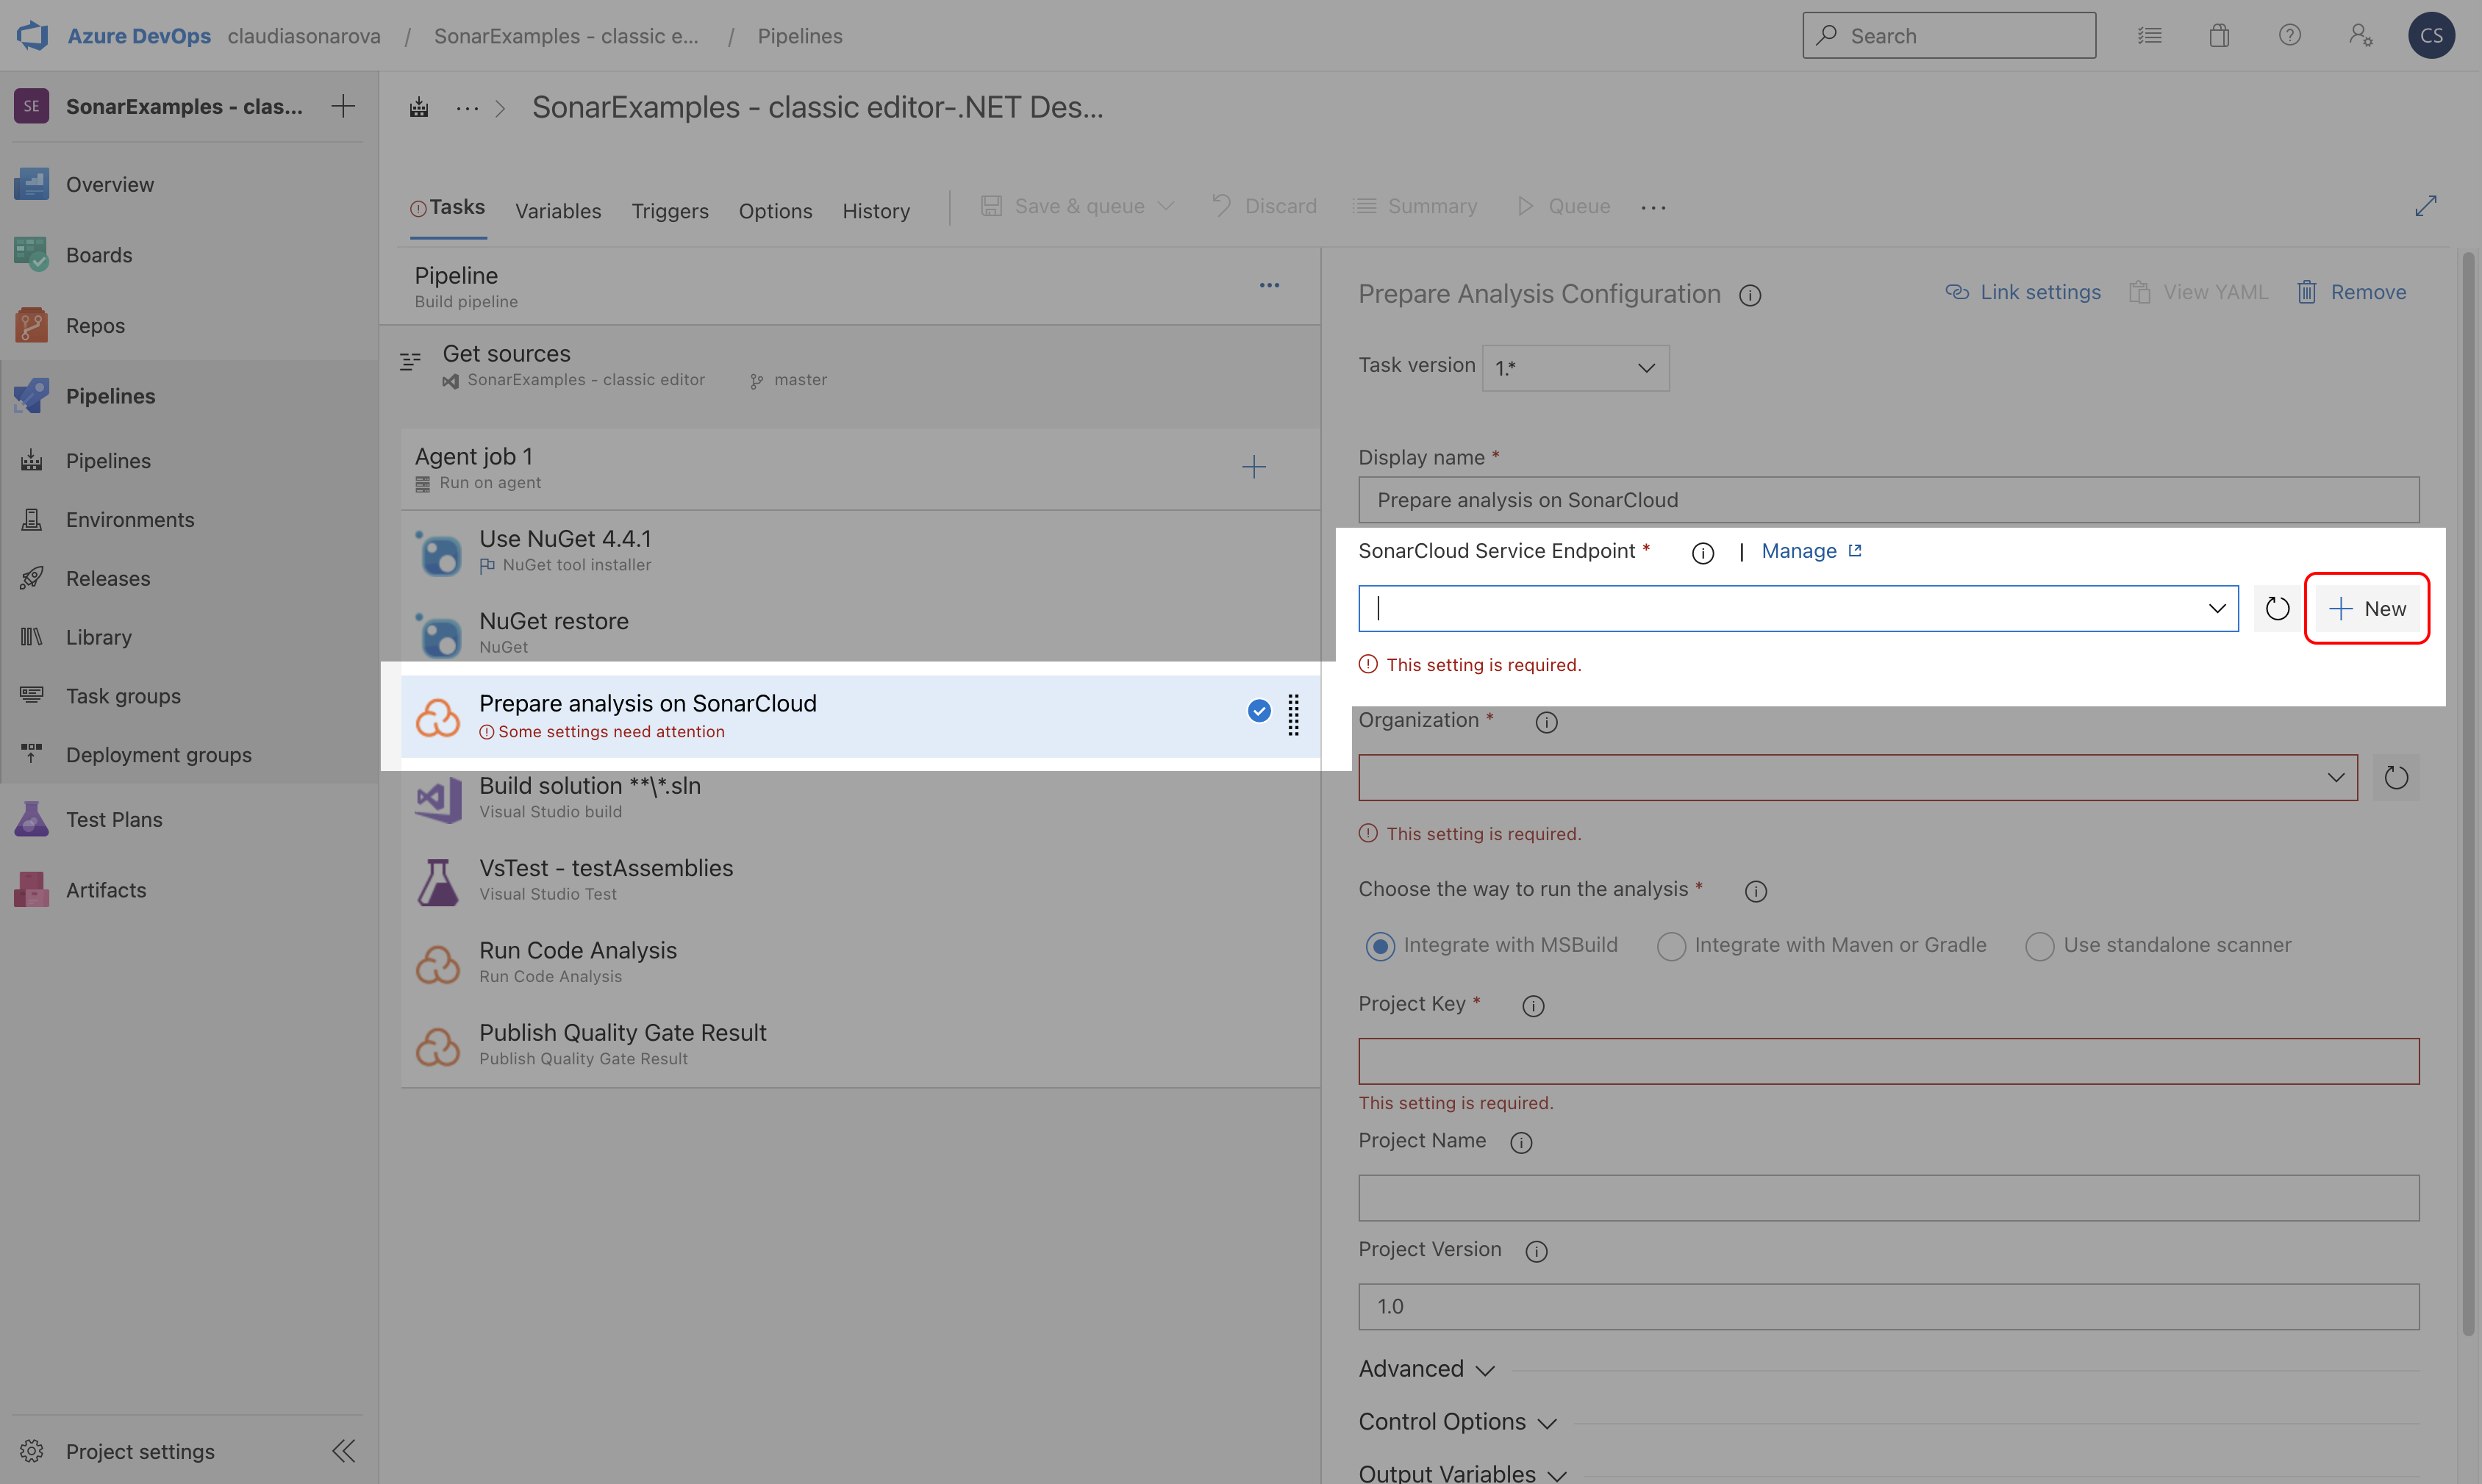 Azure DevOps claudiasonarova / SonarExamples - classic e... / Pipelines Search CS
SE SonarExamples - clas...
Overview
Boards
Repos
Pipelines
Pipelines
Environments
Releases
Library
Task groups
Deployment groups
Test Plans
Artifacts
Project settings
... > SonarExamples - classic editor-.NET Des...
Tasks Variables Triggers Options History Save & queue Discard Summary Queue ...
Pipeline
Build pipeline
Get sources
SonarExamples - classic editor master
Agent job 1
Run on agent
Use NuGet 4.4.1
NuGet tool installer
NuGet restore
NuGet
Prepare analysis on SonarCloud
Some settings need attention
Build solution **\*.sln
Visual Studio build
VsTest - testAssemblies
Visual Studio Test
Run Code Analysis
Run Code Analysis
Publish Quality Gate Result
Publish Quality Gate Result
Prepare Analysis Configuration Link settings View YAML Remove
Task version 1.*
Display name *
Prepare analysis on SonarCloud
SonarCloud Service Endpoint * | Manage
New
This setting is required.
Organization *
This setting is required.
Choose the way to run the analysis *
Integrate with MSBuild Integrate with Maven or Gradle Use standalone scanner
Project Key *
This setting is required.
Project Name
Project Version
1.0
Advanced
Control Options
Output Variables